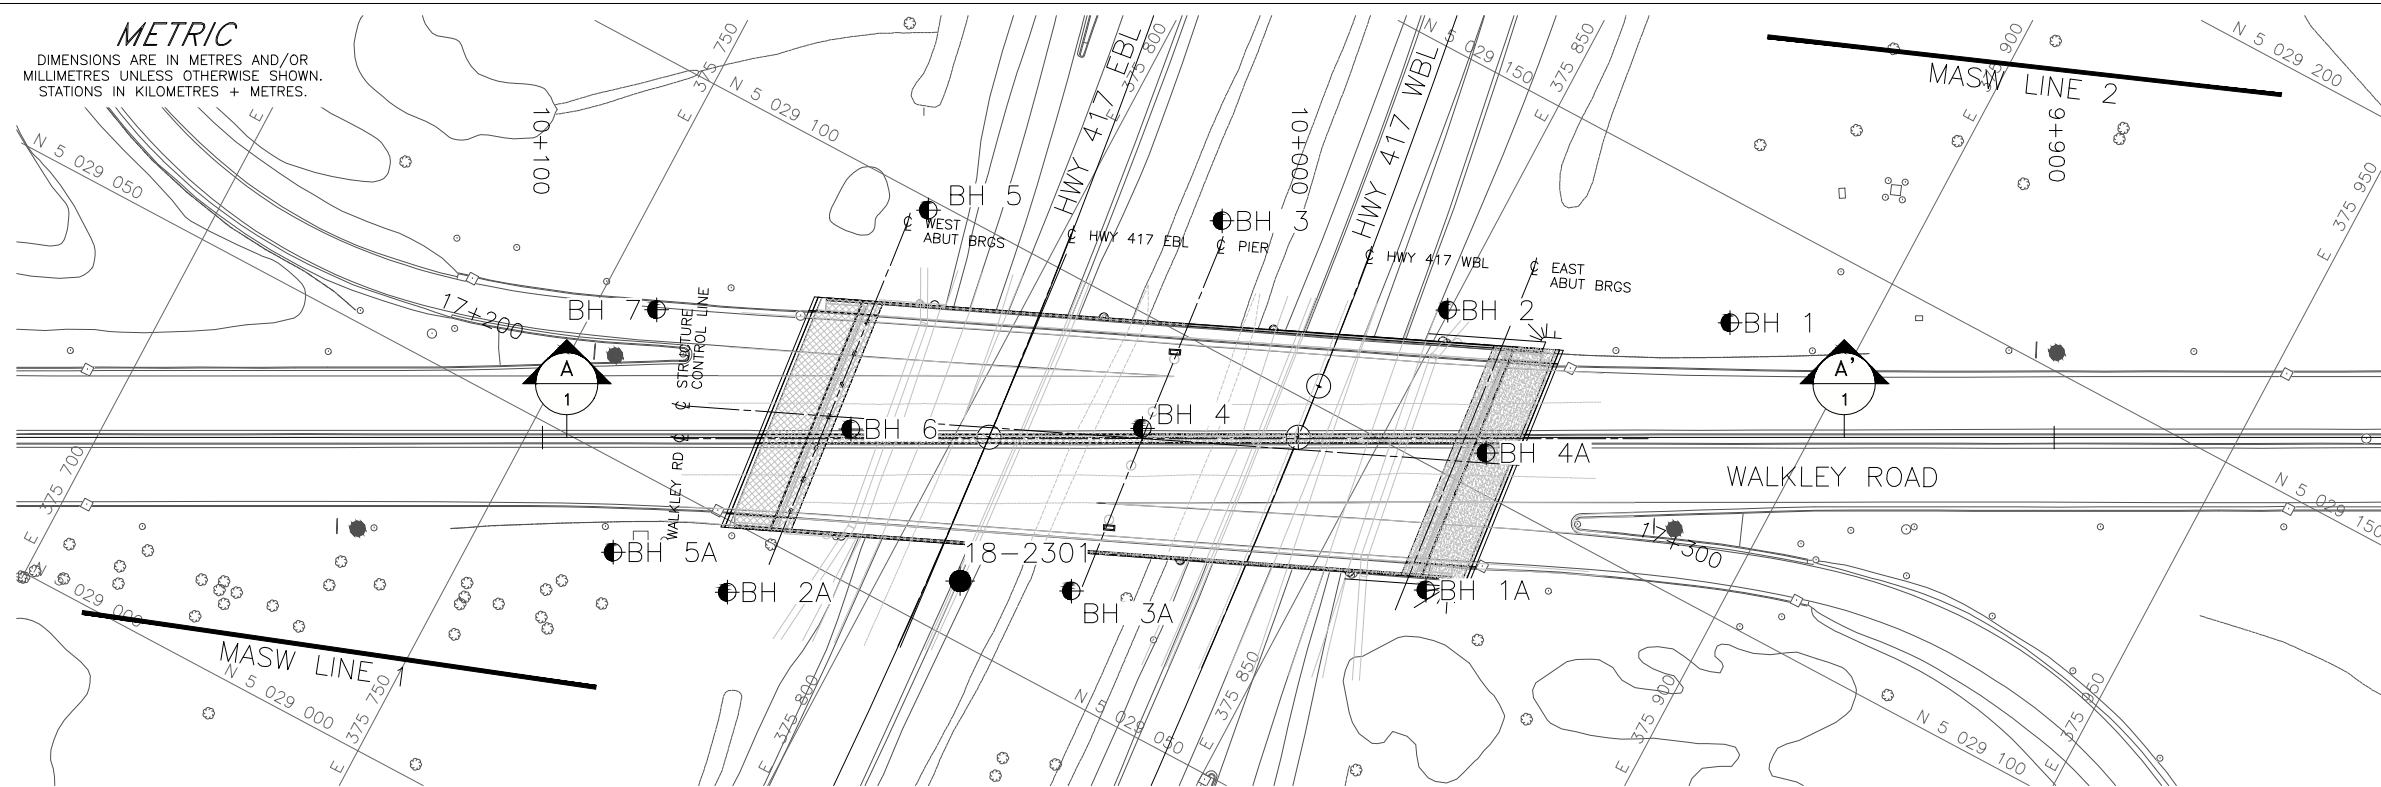 METRIC
DIMENSIONS ARE IN METRES AND/OR
MILLIMETRES UNLESS OTHERWISE SHOWN.
STATIONS IN KILOMETRES + METRES.
E 375 750
N 5 029 100
HWY 417 EBL
E 375 800
HWY 417 WBL
N 5 029 150
E 375 850
E 375 900
N 5 029 200
MASW LINE 2
N 5 029 050
E
10+100
10+000
9+900
E 375 950
BH 5
WEST
ABUT BRGS
HWY 417 EBL
BH 3
PIER
HWY 417 WBL
EAST
ABUT BRGS
BH 7
17+200
STRUCTURE
CONTROL LINE
BH 2
BH 1
A
1
A'
1
BH 6
BH 4
BH 4A
WALKLEY RD
WALKLEY ROAD
E 375 700
N 5 029 150
BH 5A
18-2301
17+300
BH 2A
BH 3A
BH 1A
N 5 029 000
MASW LINE 1
N 5 029 000
E 375 750
E 375 800
N 5 029 050
E 375 850
E 375 900
N 5 029 100
E 375 950